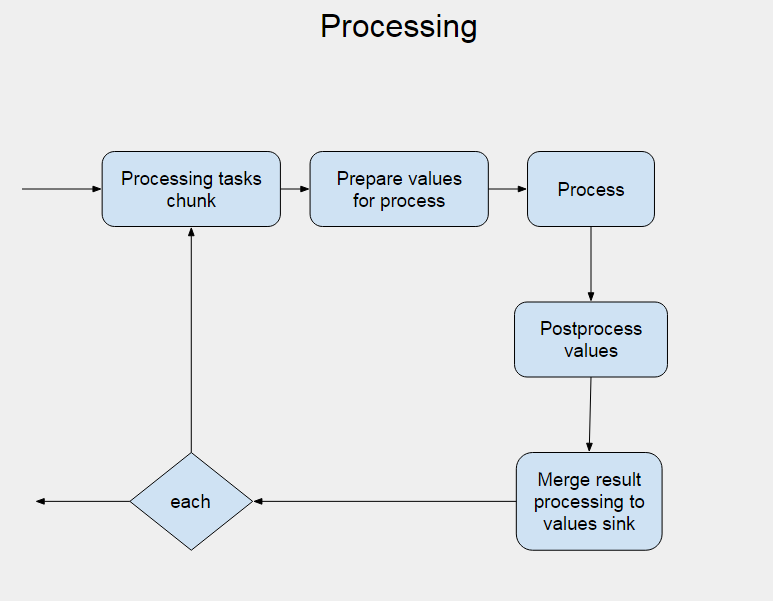 Processing
Processing tasks
chunk
Prepare values
for process
Process
Postprocess
values
Merge result
processing to
values sink
each